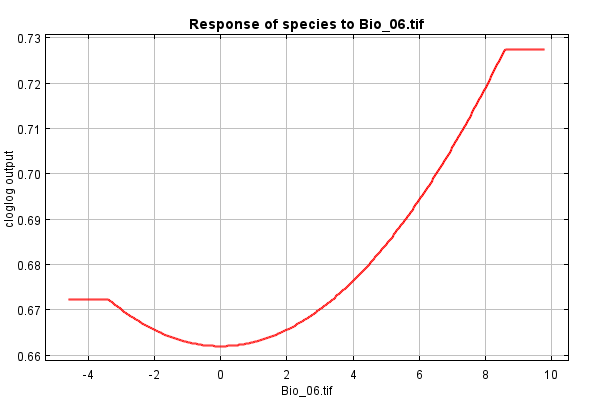 Response of species to Bio_06.tif
0.73
0.72
0.71
0.70
0.69
0.68
0.67
0.66
cloglog output
-4 -2 0 2 4 6 8 10
Bio_06.tif